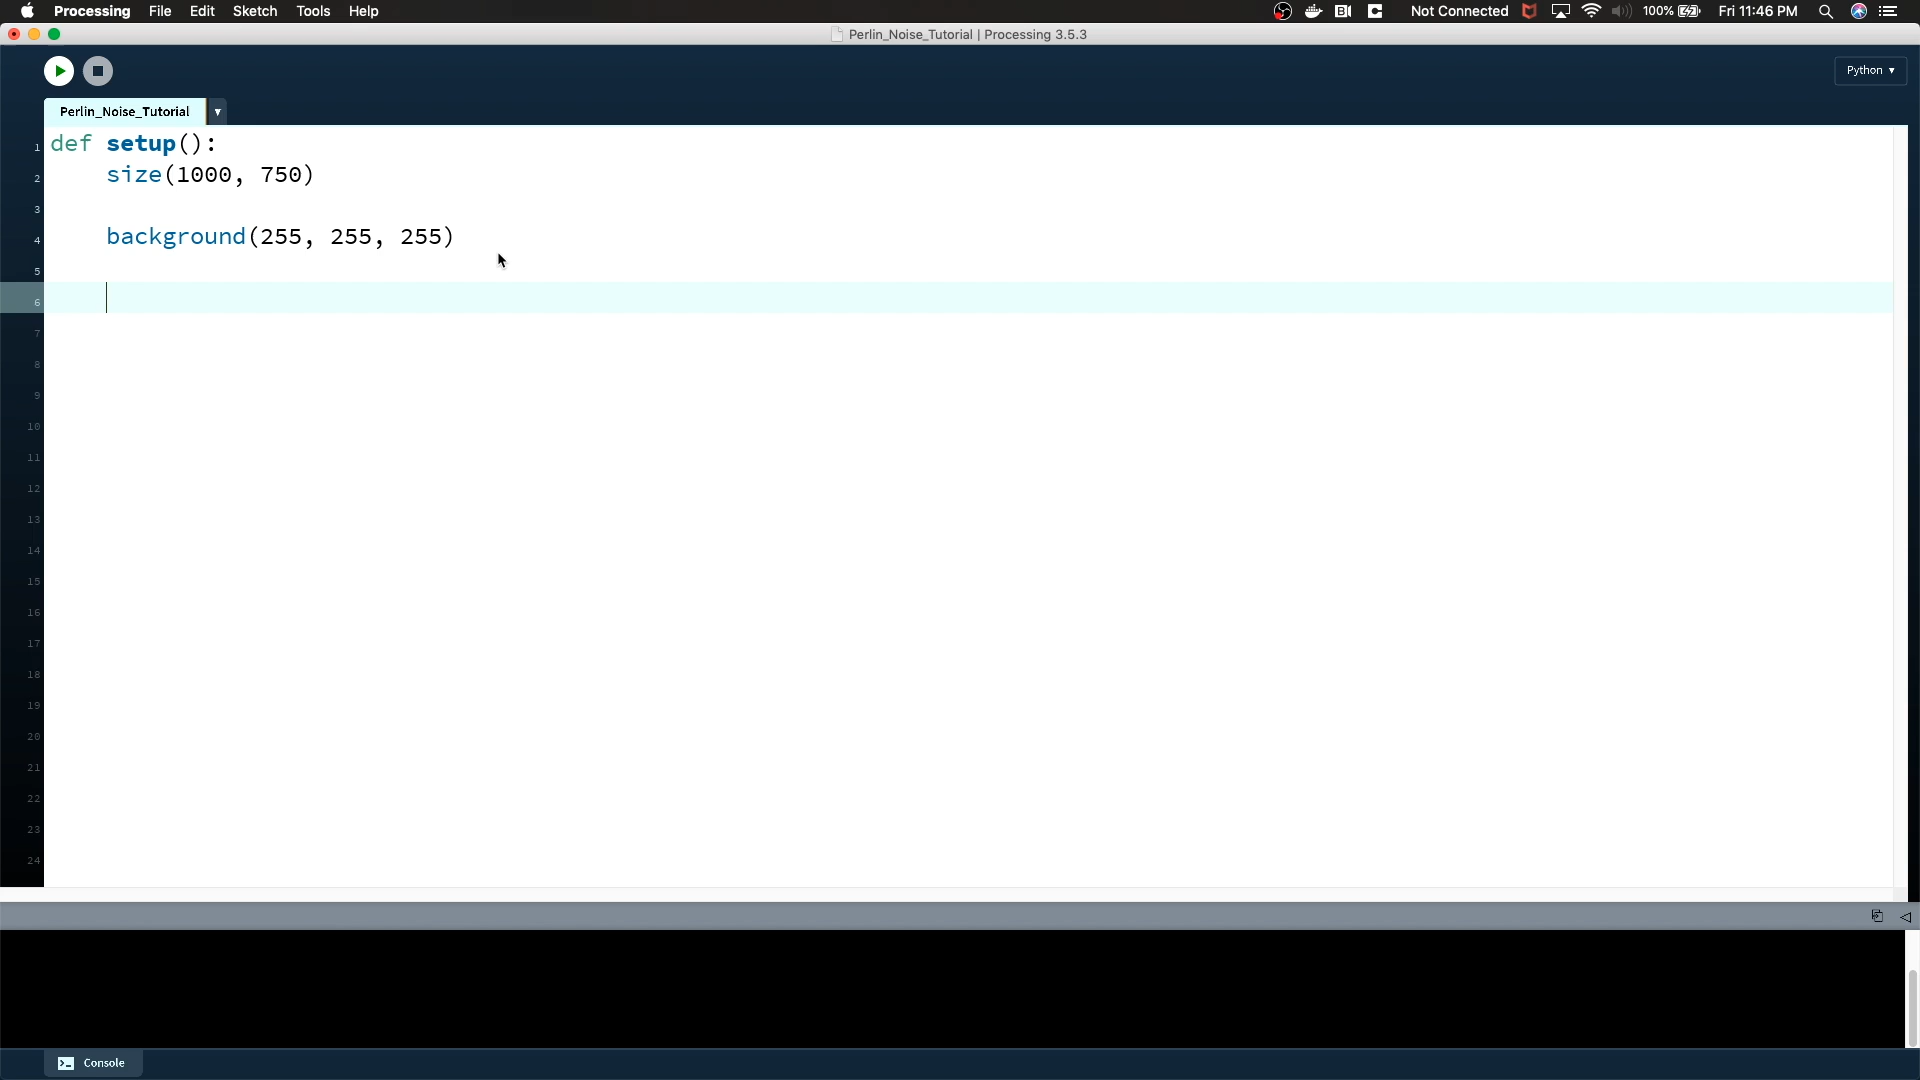 Processing File Edit Sketch Tools Help Not Connected 100% Fri 11:46 PM
Perlin_Noise_Tutorial | Processing 3.5.3
Python ▾
Perlin_Noise_Tutorial ▾
1 def setup():
2 size(1000, 750)
3
4 background(255, 255, 255)
5
6
7
8
9
10
11
12
13
14
15
16
17
18
19
20
21
22
23
24
Console